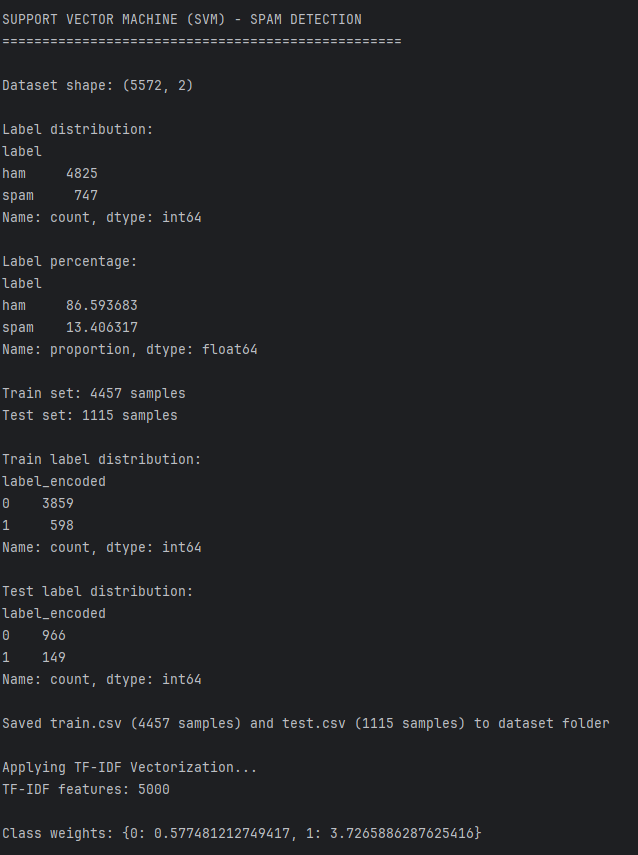 SUPPORT VECTOR MACHINE (SVM) - SPAM DETECTION
==================================================
Dataset shape: (5572, 2)
Label distribution:
label
ham     4825
spam     747
Name: count, dtype: int64
Label percentage:
label
ham     86.593683
spam    13.406317
Name: proportion, dtype: float64
Train set: 4457 samples
Test set: 1115 samples
Train label distribution:
label_encoded
0    3859
1     598
Name: count, dtype: int64
Test label distribution:
label_encoded
0    966
1    149
Name: count, dtype: int64
Saved train.csv (4457 samples) and test.csv (1115 samples) to dataset folder
Applying TF-IDF Vectorization...
TF-IDF features: 5000
Class weights: {0: 0.577481212749417, 1: 3.7265886287625416}